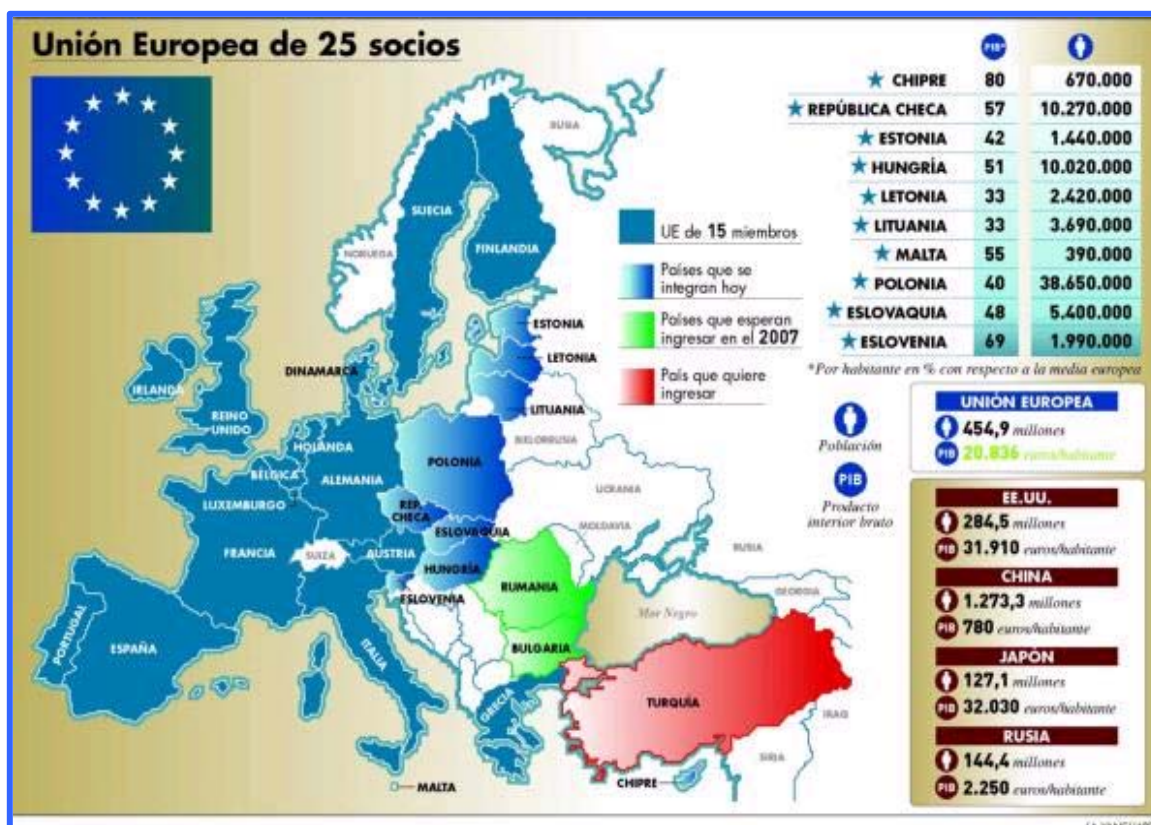 Unión Europea de 25 socios
PIB*
★ CHIPRE 80 670.000
★ REPÚBLICA CHECA 57 10.270.000
★ ESTONIA 42 1.440.000
★ HUNGRÍA 51 10.020.000
★ LETONIA 33 2.420.000
★ LITUANIA 33 3.690.000
★ MALTA 55 390.000
★ POLONIA 40 38.650.000
★ ESLOVAQUIA 48 5.400.000
★ ESLOVENIA 69 1.990.000
*Por habitante en % con respecto a la media europea
UE de 15 miembros
Países que se
integran hoy
Países que esperan
ingresar en el 2007
País que quiere
ingresar
Población
PIB
Producto
interior bruto
UNIÓN EUROPEA
454,9 millones
PIB 20.836 euros/habitante
EE.UU.
284,5 millones
PIB 31.910 euros/habitante
CHINA
1.273,3 millones
PIB 780 euros/habitante
JAPÓN
127,1 millones
PIB 32.030 euros/habitante
RUSIA
144,4 millones
PIB 2.250 euros/habitante
RUSIA
SUECIA
FINLANDIA
NORUEGA
ESTONIA
LETONIA
DINAMARCA
LITUANIA
IRLANDA
REINO
UNIDO
HOLANDA
BIELORRUSIA
BÉLGICA
POLONIA
ALEMANIA
UCRANIA
LUXEMBURGO
REP.
CHECA
ESLOVAQUIA
MOLDAVIA
FRANCIA
SUIZA
AUSTRIA
HUNGRÍA
RUSIA
ESLOVENIA
RUMANIA
GEORGIA
Mar Negro
PORTUGAL
ESPAÑA
ITALIA
BULGARIA
GRECIA
TURQUÍA
IRAQ
SIRIA
MALTA
CHIPRE